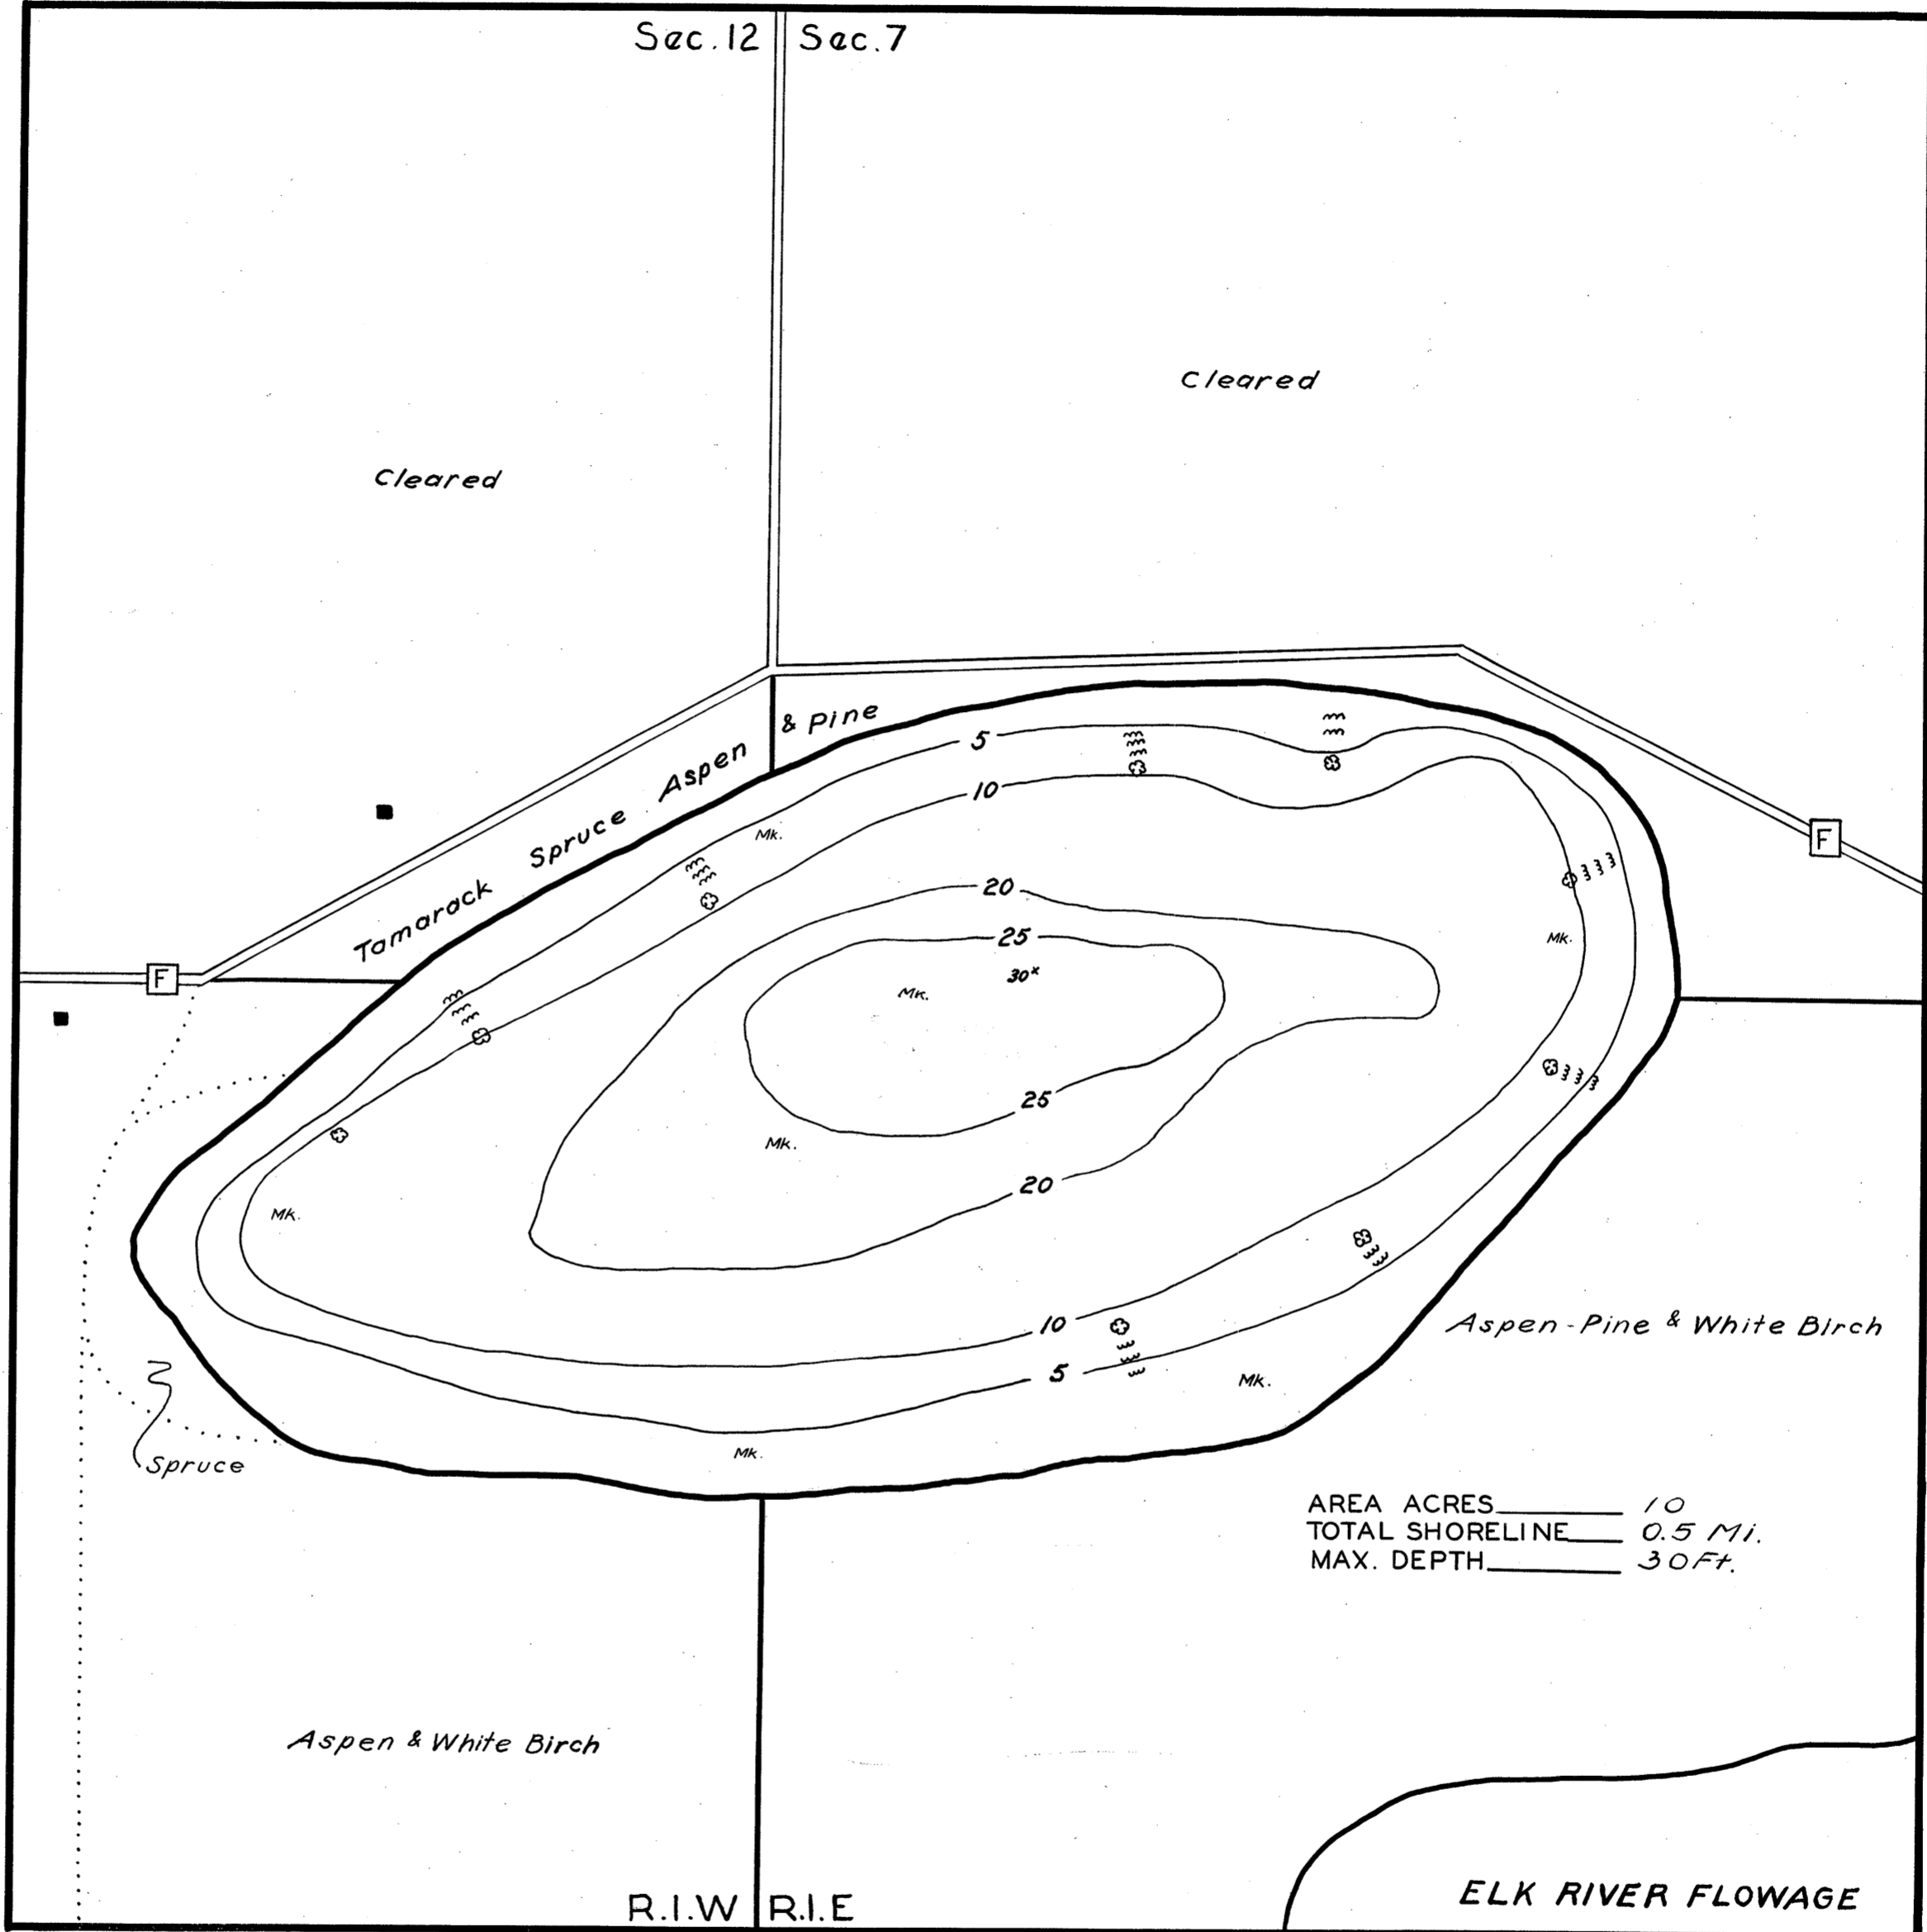 Sec. 12 Sec. 7
Cleared
Cleared
Tamarack Spruce Aspen & Pine
F
F
5
10
Mk.
20
25
30x
Mk.
Mk.
Mk.
Mk.
25
20
10
5
Mk.
Mk.
Spruce
Aspen-Pine & White Birch
AREA ACRES 10
TOTAL SHORELINE 0.5 Mi.
MAX. DEPTH 30 Ft.
Aspen & White Birch
R.I.W R.I.E
ELK RIVER FLOWAGE